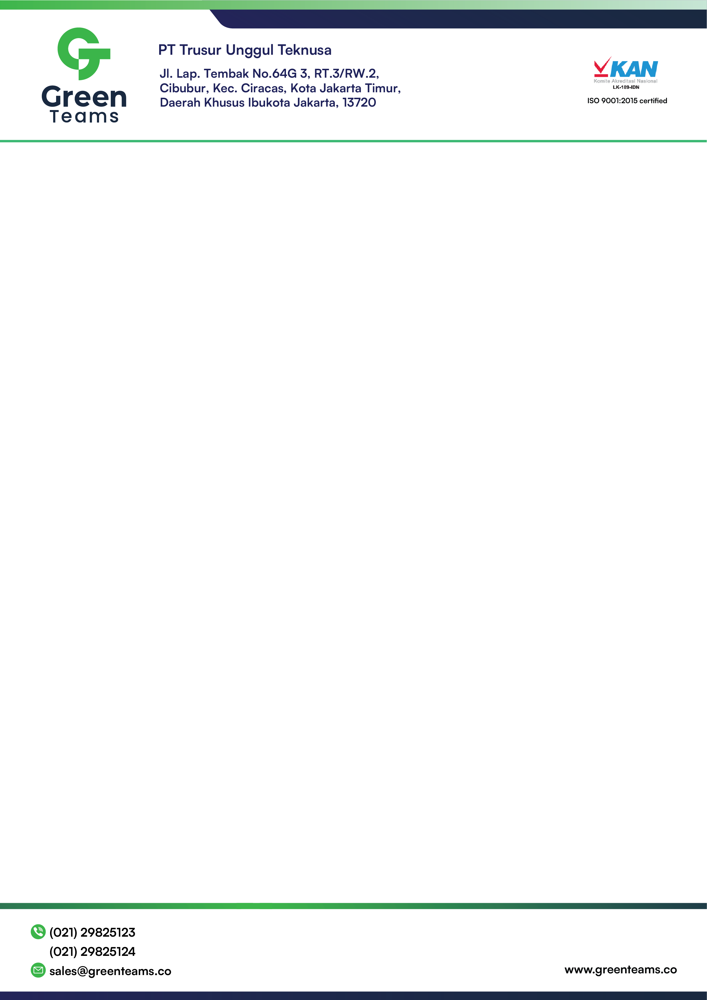 Green
Teams
PT Trusur Unggul Teknusa
Jl. Lap. Tembak No.64G 3, RT.3/RW.2,
Cibubur, Kec. Ciracas, Kota Jakarta Timur,
Daerah Khusus Ibukota Jakarta, 13720
KAN
Komite Akreditasi Nasional
LK-189-IDN
ISO 9001:2015 certified
(021) 29825123
(021) 29825124
sales@greenteams.co
www.greenteams.co